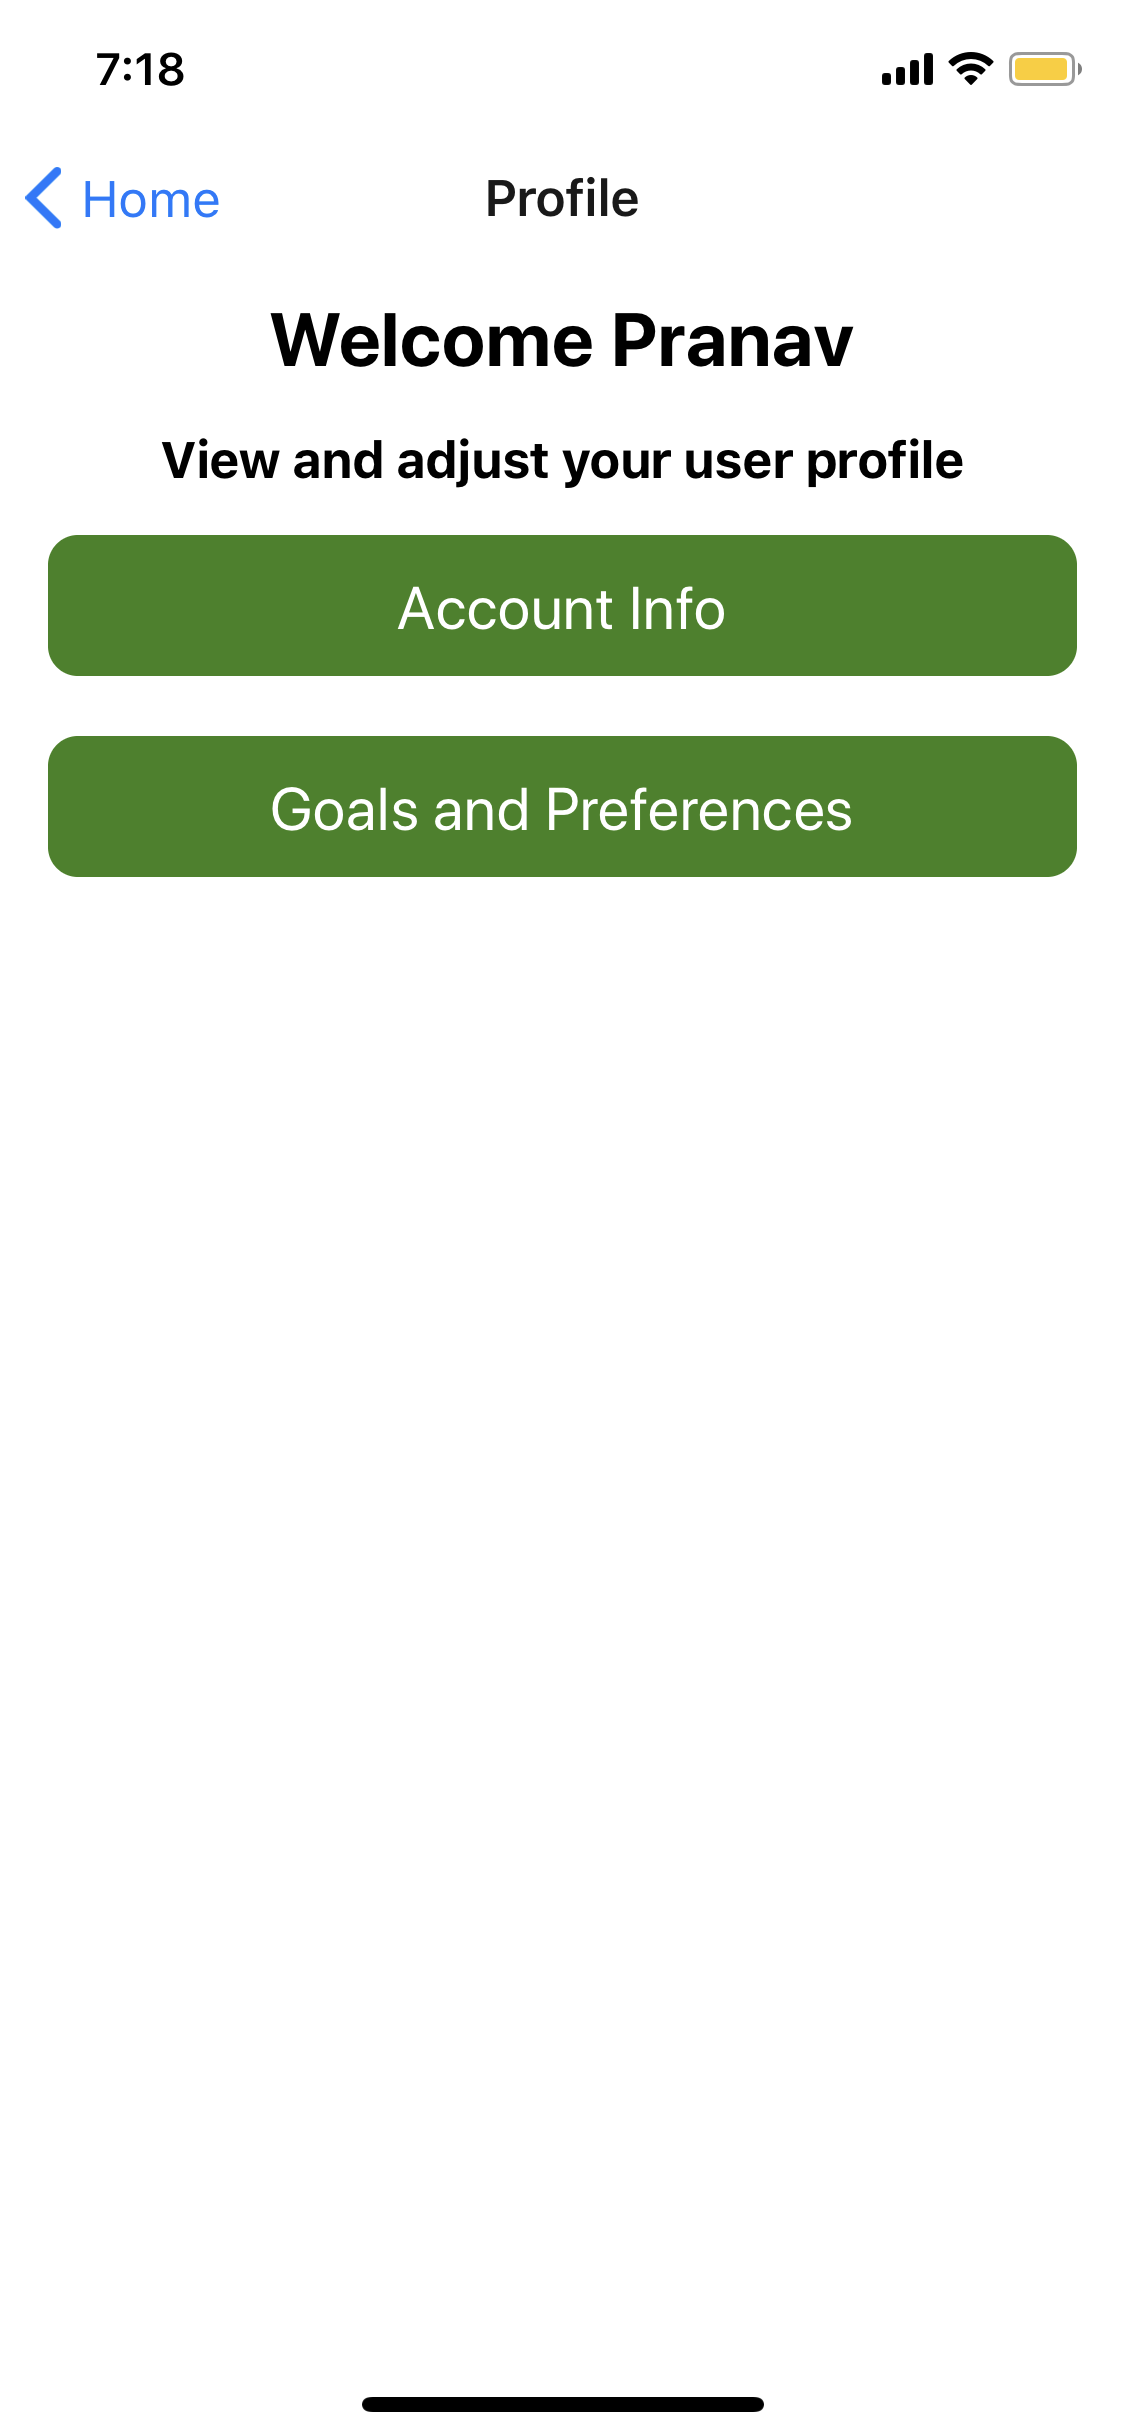 7:18
Home
Profile
Welcome Pranav
View and adjust your user profile
Account Info
Goals and Preferences